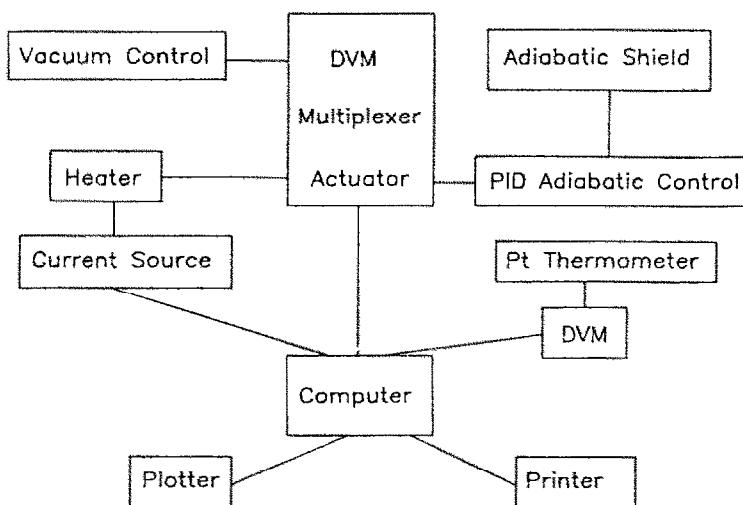 Vacuum Control
DVM
Multiplexer
Actuator
Adiabatic Shield
Heater
PID Adiabatic Control
Current Source
Pt Thermometer
DVM
Computer
Plotter
Printer